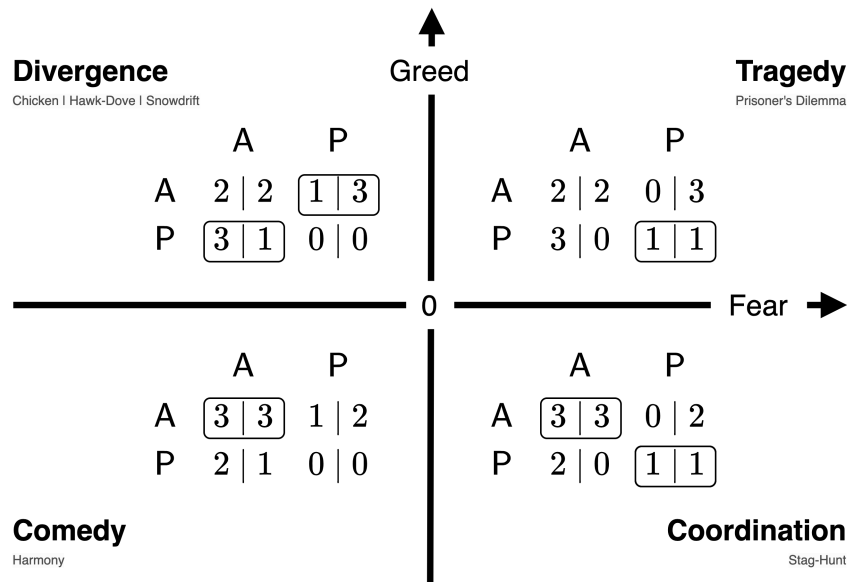 Greed
Divergence
Chicken | Hawk-Dove | Snowdrift
A P
A 2 | 2 1 | 3
P 3 | 1 0 | 0
Tragedy
Prisoner's Dilemma
A P
A 2 | 2 0 | 3
P 3 | 0 1 | 1
0 Fear
A P
A 3 | 3 1 | 2
P 2 | 1 0 | 0
Comedy
Harmony
A P
A 3 | 3 0 | 2
P 2 | 0 1 | 1
Coordination
Stag-Hunt